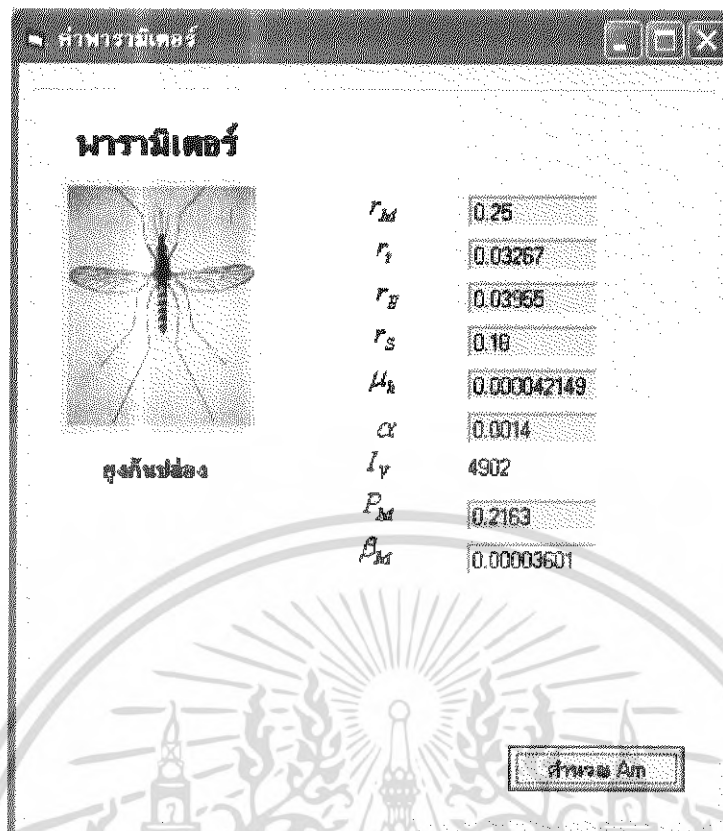 ค่าพารามิเตอร์
พารามิเตอร์
r_M 0.25
r_1 0.03267
r_E 0.03955
r_S 0.18
μ_h 0.000042149
α 0.0014
I_V 4902
P_M 0.2163
β_M 0.00003601
ยุงก้นปล่อง
คำนวณ Am